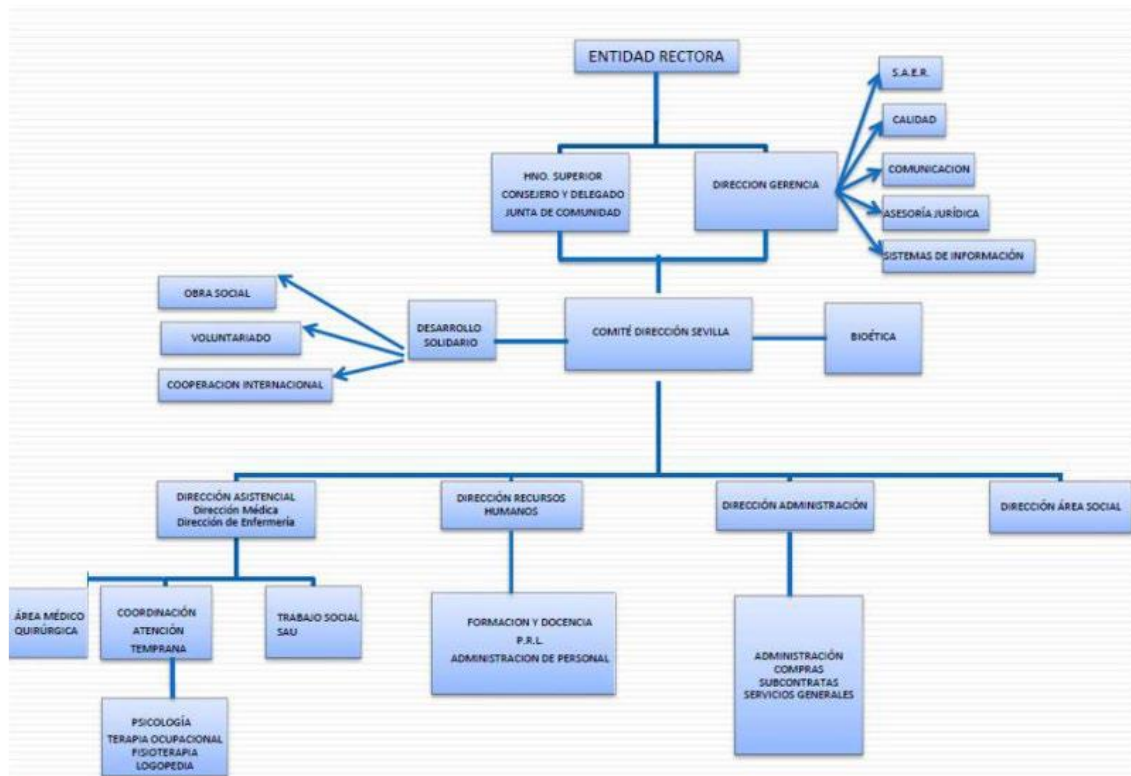 ENTIDAD RECTORA
S.A.E.R.
CALIDAD
COMUNICACION
ASESORÍA JURÍDICA
SISTEMAS DE INFORMACIÓN
HNO. SUPERIOR
CONSEJERO Y DELEGADO
JUNTA DE COMUNIDAD
DIRECCION GERENCIA
OBRA SOCIAL
VOLUNTARIADO
COOPERACION INTERNACIONAL
DESARROLLO
SOLIDARIO
COMITÉ DIRECCIÓN SEVILLA
BIOÉTICA
DIRECCIÓN ASISTENCIAL
Dirección Médica
Dirección de Enfermería
DIRECCIÓN RECURSOS
HUMANOS
DIRECCIÓN ADMINISTRACIÓN
DIRECCIÓN ÁREA SOCIAL
ÁREA MÉDICO
QUIRÚRGICA
COORDINACIÓN
ATENCIÓN
TEMPRANA
TRABAJO SOCIAL
SAU
FORMACION Y DOCENCIA
P.R.L.
ADMINISTRACION DE PERSONAL
ADMINISTRACIÓN
COMPRAS
SUBCONTRATAS
SERVICIOS GENERALES
PSICOLOGÍA
TERAPIA OCUPACIONAL
FISIOTERAPIA
LOGOPEDIA